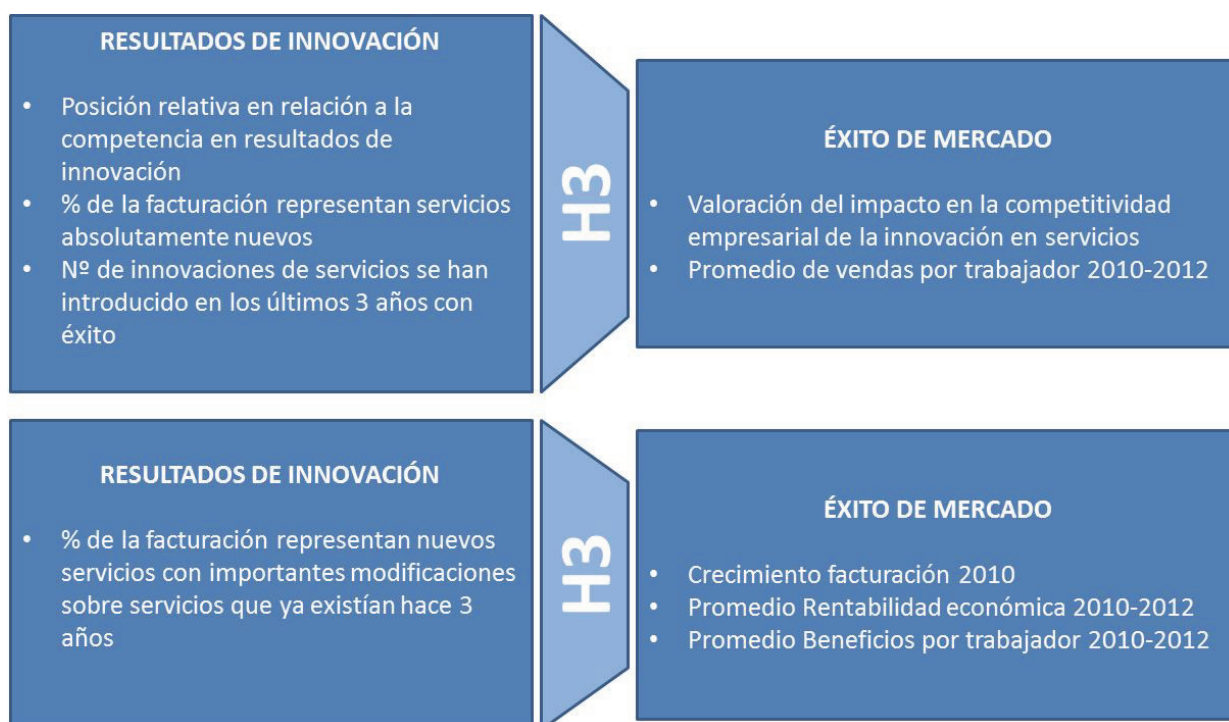 RESULTADOS DE INNOVACIÓN
• Posición relativa en relación a la
competencia en resultados de
innovación
• % de la facturación representan servicios
absolutamente nuevos
• Nº de innovaciones de servicios se han
introducido en los últimos 3 años con
éxito
H3
ÉXITO DE MERCADO
• Valoración del impacto en la competitividad
empresarial de la innovación en servicios
• Promedio de vendas por trabajador 2010-2012
RESULTADOS DE INNOVACIÓN
• % de la facturación representan nuevos
servicios con importantes modificaciones
sobre servicios que ya existían hace 3
años
H3
ÉXITO DE MERCADO
• Crecimiento facturación 2010
• Promedio Rentabilidad económica 2010-2012
• Promedio Beneficios por trabajador 2010-2012